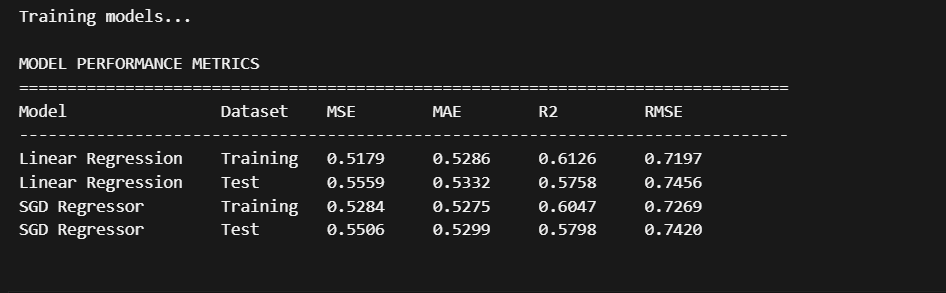 Training models...
MODEL PERFORMANCE METRICS
================================================================================
Model Dataset MSE MAE R2 RMSE
--------------------------------------------------------------------------------
Linear Regression Training 0.5179 0.5286 0.6126 0.7197
Linear Regression Test 0.5559 0.5332 0.5758 0.7456
SGD Regressor Training 0.5284 0.5275 0.6047 0.7269
SGD Regressor Test 0.5506 0.5299 0.5798 0.7420